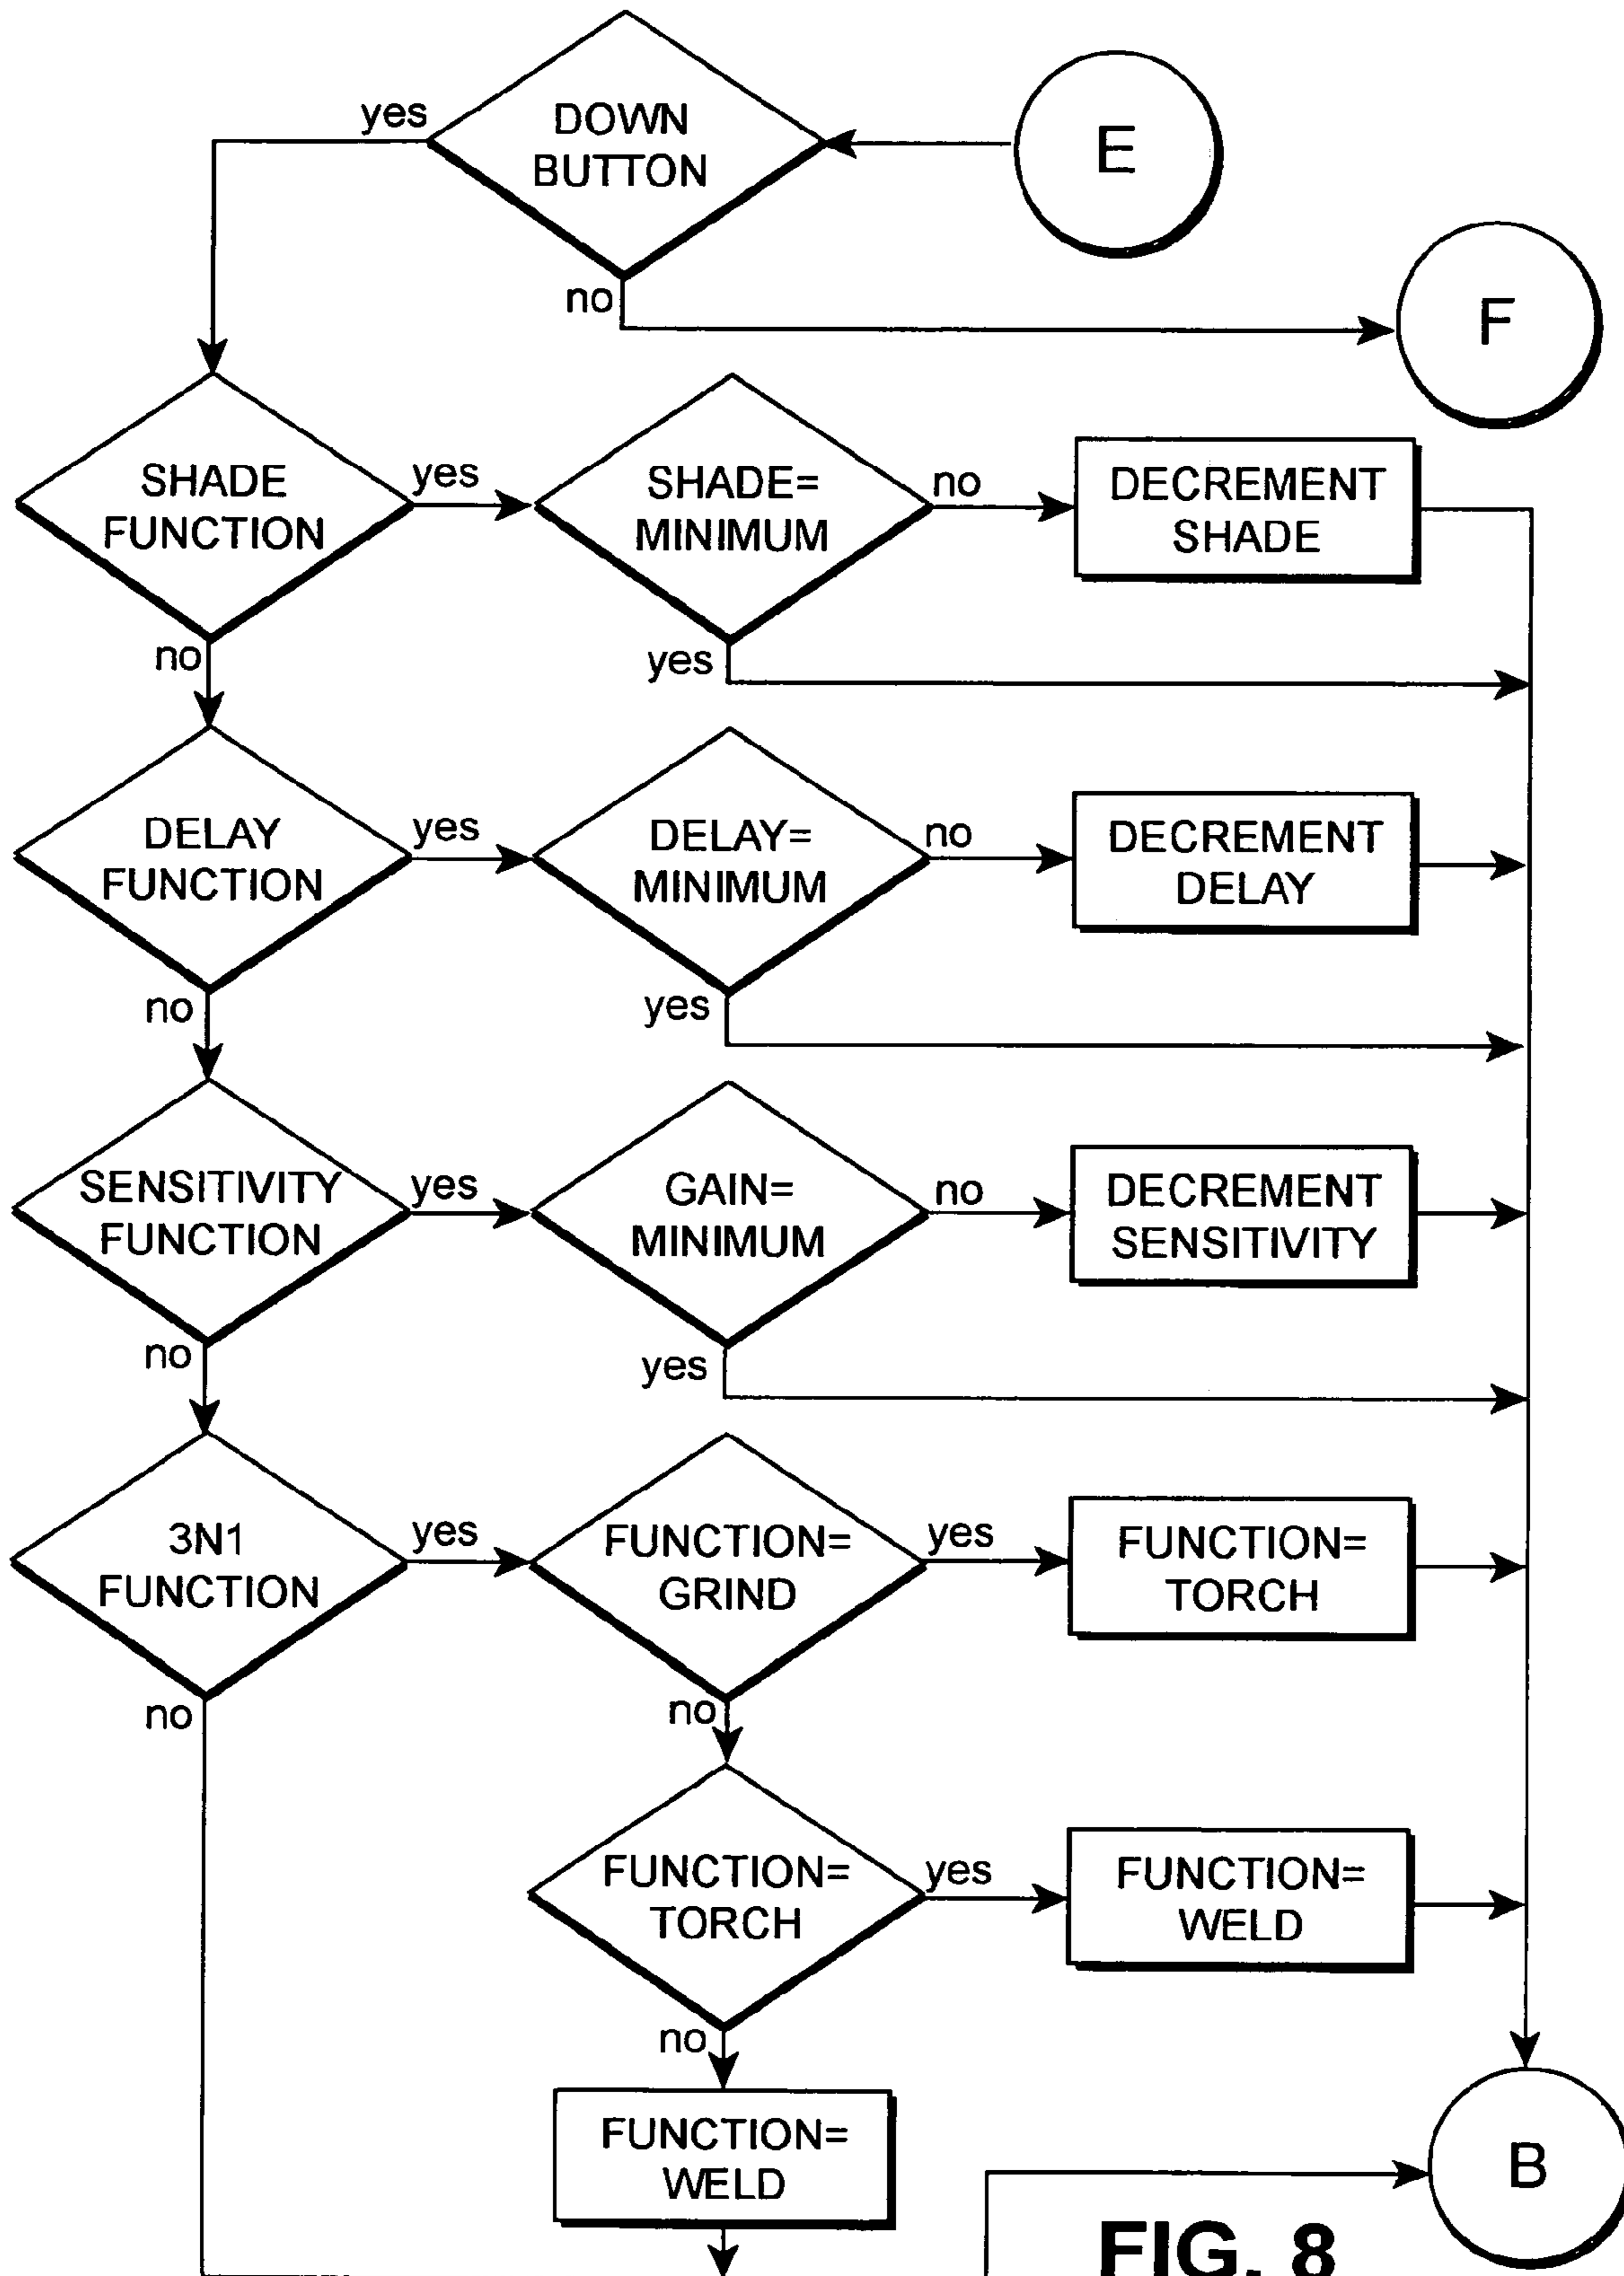 yes
DOWN
BUTTON
E
no
F
SHADE
FUNCTION
yes
SHADE=
MINIMUM
no
DECREMENT
SHADE
no
yes
DELAY
FUNCTION
yes
DELAY=
MINIMUM
no
DECREMENT
DELAY
no
yes
SENSITIVITY
FUNCTION
yes
GAIN=
MINIMUM
no
DECREMENT
SENSITIVITY
no
yes
3N1
FUNCTION
yes
FUNCTION=
GRIND
yes
FUNCTION=
TORCH
no
no
FUNCTION=
TORCH
yes
FUNCTION=
WELD
no
FUNCTION=
WELD
B
FIG. 8